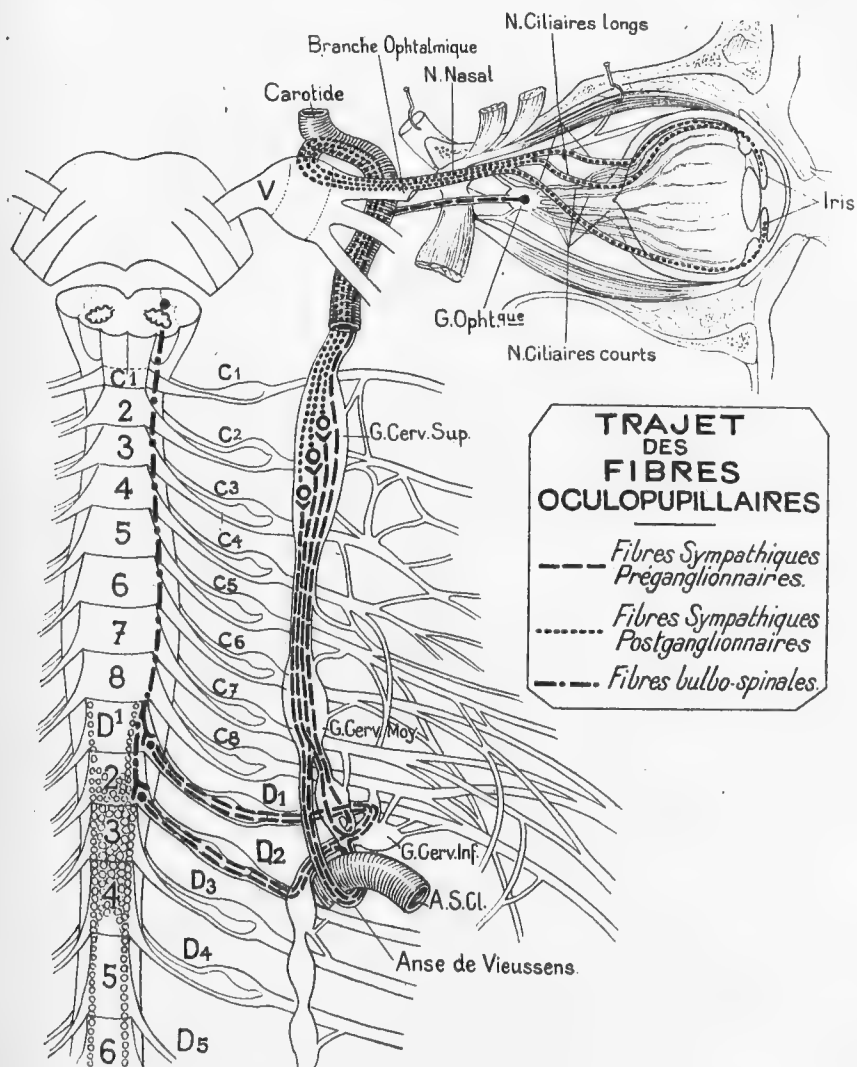 N.Ciliaires longs
Branche Ophtalmique
N.Nasal
Carotide
V
Iris
G.Opht.que
N.Ciliaires courts
C1
C1
2
C2
G.Cerv.Sup.
3
C3
4
C4
5
C5
6
C6
7
C7
8
C8
G.Cerv.Moy.
D1
D1
2
D2
G.Cerv.Inf.
3
D3
A.S.Cl.
4
D4
Anse de Vieussens.
5
D5
6
TRAJET
DES
FIBRES
OCULOPUPILLAIRES
Fibres Sympathiques
Préganglionnaires.
Fibres Sympathiques
Postganglionnaires
Fibres bulbo-spinales.